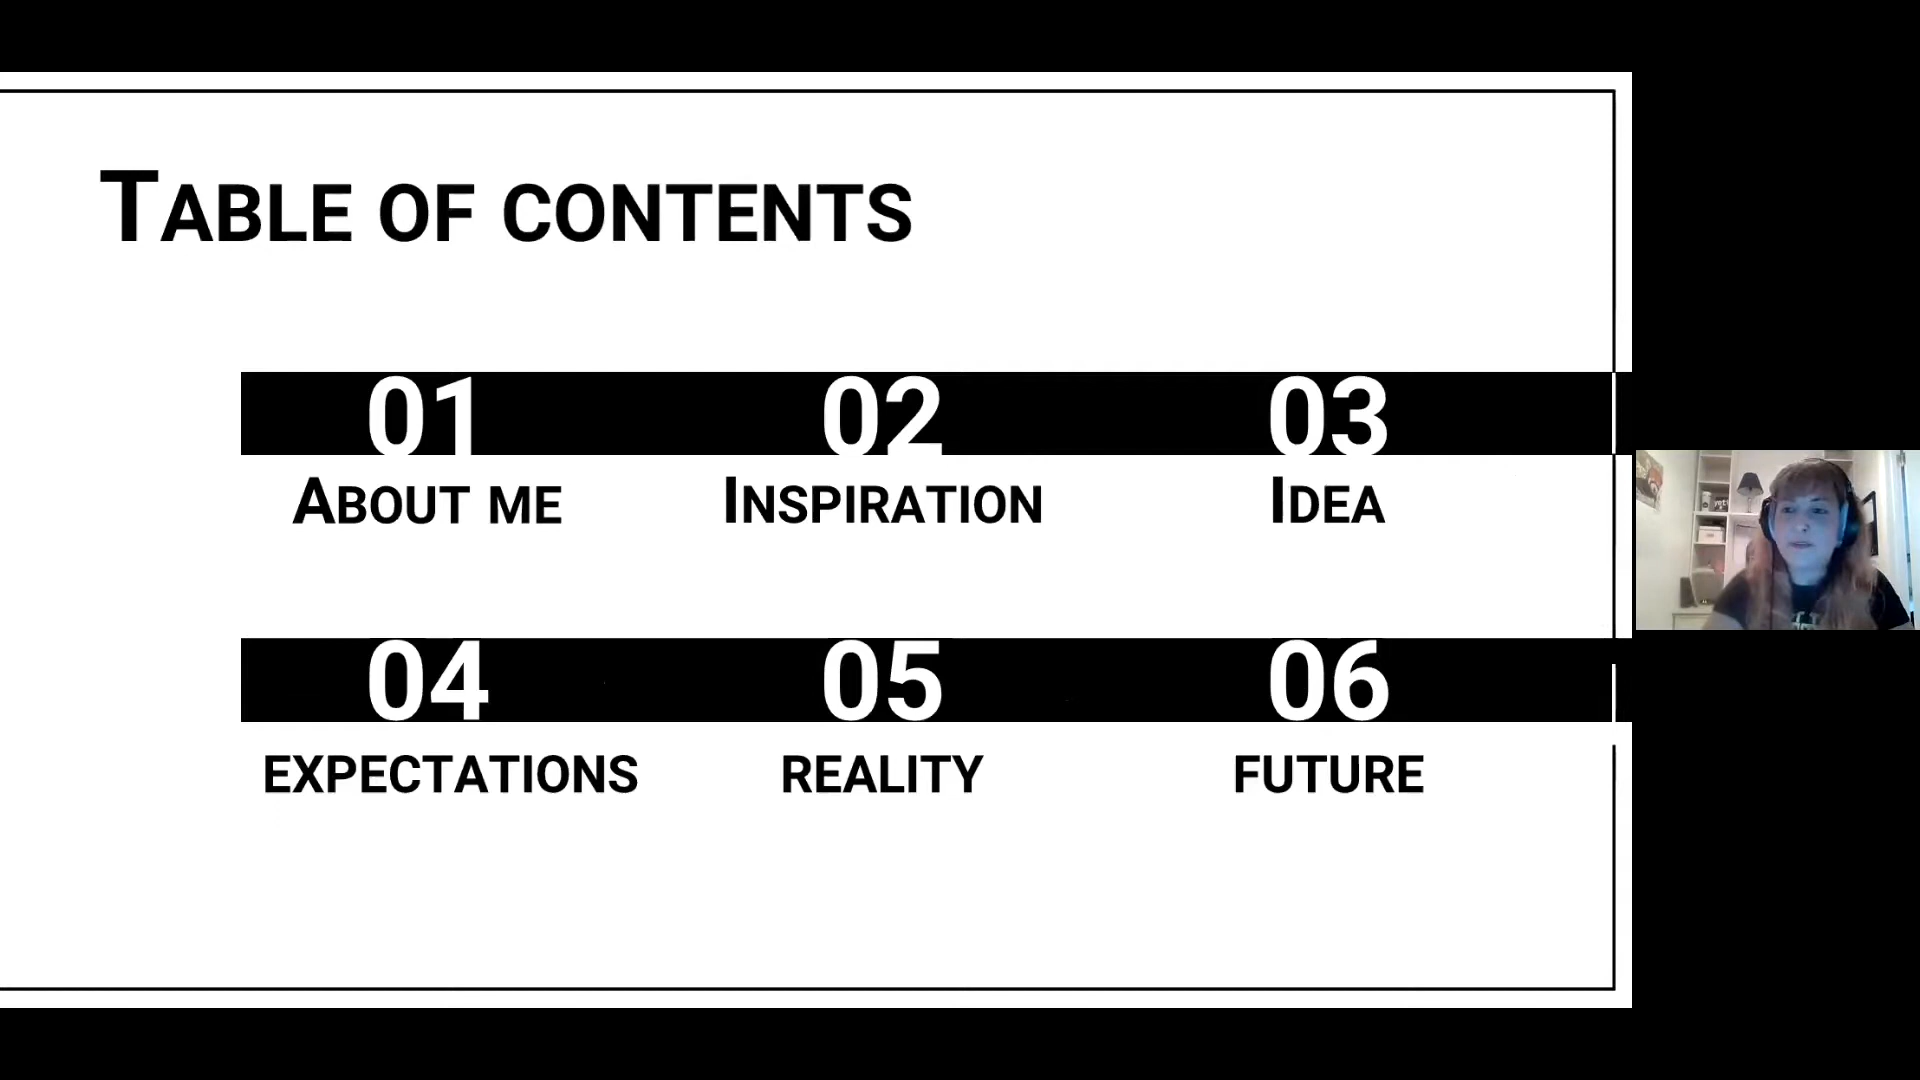 TABLE OF CONTENTS
01 02 03
ABOUT ME INSPIRATION IDEA
04 05 06
EXPECTATIONS REALITY FUTURE